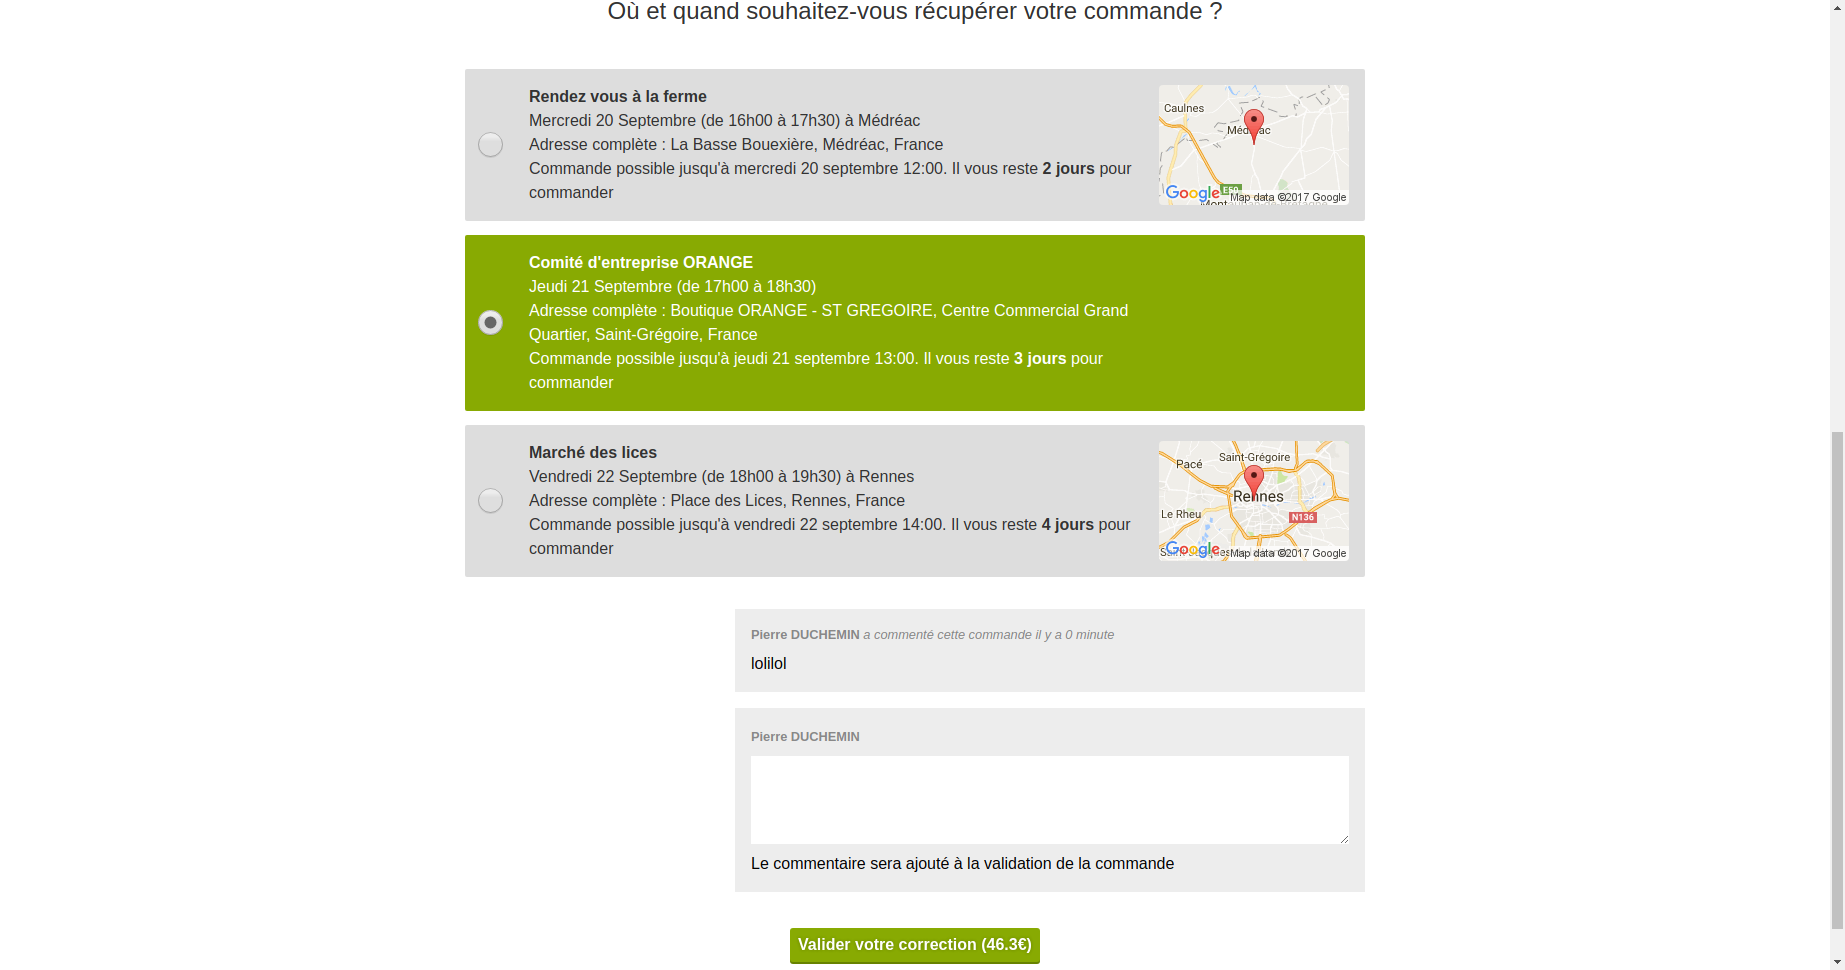 Où et quand souhaitez-vous récupérer votre commande ?
Rendez vous à la ferme
Mercredi 20 Septembre (de 16h00 à 17h30) à Médréac
Adresse complète : La Basse Bouexière, Médréac, France
Commande possible jusqu'à mercredi 20 septembre 12:00. Il vous reste 2 jours pour
commander
Caulnes
Google
Map data ©2017 Google
Comité d'entreprise ORANGE
Jeudi 21 Septembre (de 17h00 à 18h30)
Adresse complète : Boutique ORANGE - ST GREGOIRE, Centre Commercial Grand
Quartier, Saint-Grégoire, France
Commande possible jusqu'à jeudi 21 septembre 13:00. Il vous reste 3 jours pour
commander
Marché des lices
Vendredi 22 Septembre (de 18h00 à 19h30) à Rennes
Adresse complète : Place des Lices, Rennes, France
Commande possible jusqu'à vendredi 22 septembre 14:00. Il vous reste 4 jours pour
commander
Saint-Grégoire
Pacé
Rennes
Le Rheu
N136
Google
Map data ©2017 Google
Pierre DUCHEMIN a commenté cette commande il y a 0 minute
lolilol
Pierre DUCHEMIN
Le commentaire sera ajouté à la validation de la commande
Valider votre correction (46.3€)